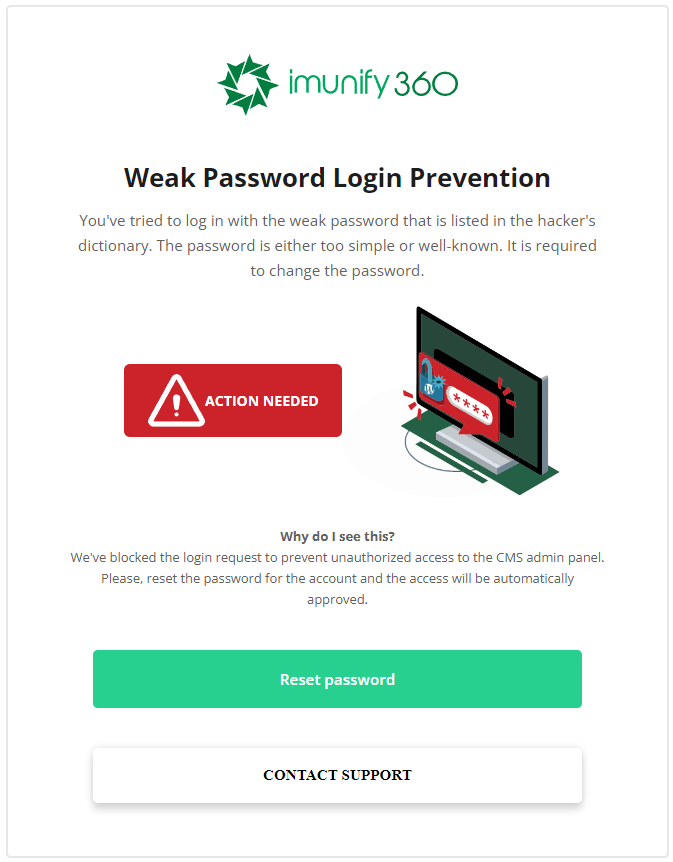 imunify360
Weak Password Login Prevention
You've tried to log in with the weak password that is listed in the hacker's
dictionary. The password is either too simple or well-known. It is required
to change the password.
ACTION NEEDED
****
Why do I see this?
We've blocked the login request to prevent unauthorized access to the CMS admin panel.
Please, reset the password for the account and the access will be automatically
approved.
Reset password
CONTACT SUPPORT